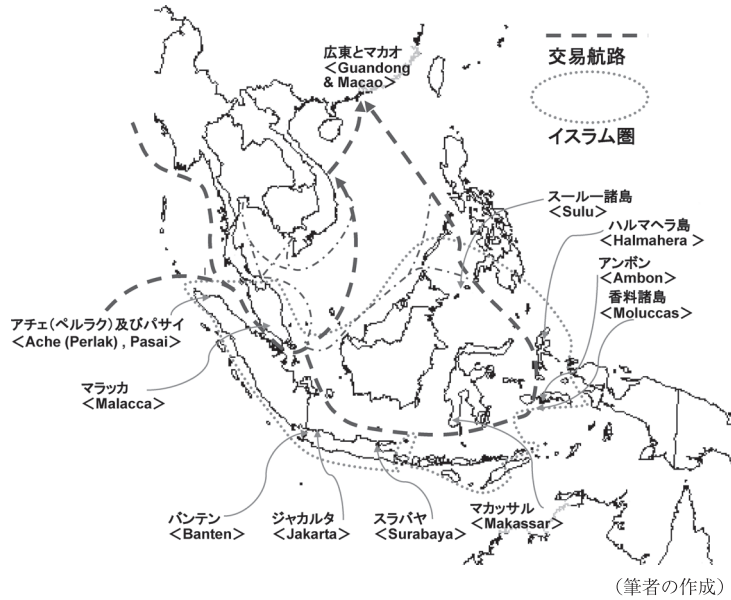 広東とマカオ
<Guandong
& Macao>
交易航路
イスラム圏
スールー諸島
<Sulu>
ハルマヘラ島
<Halmahera >
アンボン
<Ambon>
香料諸島
<Moluccas>
アチェ(ペルラク)及びパサイ
<Ache (Perlak) , Pasai>
マラッカ
<Malacca>
バンテン
<Banten>
ジャカルタ
<Jakarta>
スラバヤ
<Surabaya>
マカッサル
<Makassar>
(筆者の作成)